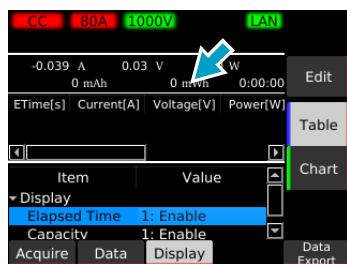 CC 80A 1000V LAN
-0.039 A 0.03 V W
0 mAh 0 mWh 0:00:00
Edit
ETime[s] Current[A] Voltage[V] Power[W]
Table
Chart
Item Value
Display
Elapsed Time 1: Enable
Capacity 1: Enable
Acquire Data Display
Data
Export